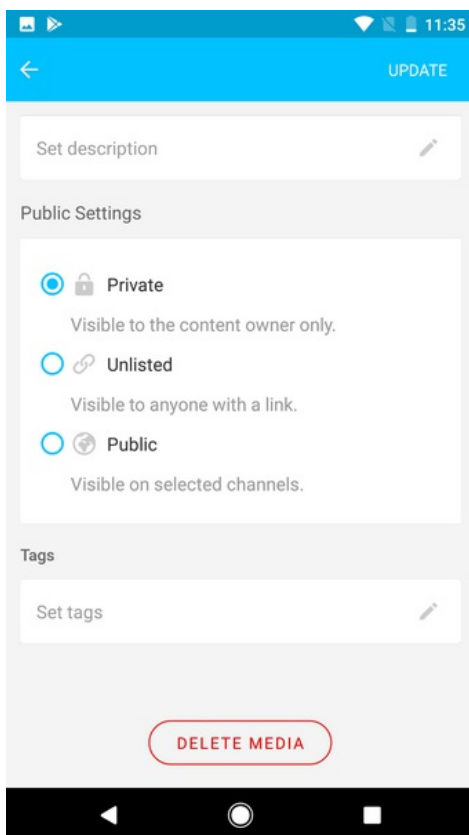 11:35
UPDATE
Set description
Public Settings
Private
Visible to the content owner only.
Unlisted
Visible to anyone with a link.
Public
Visible on selected channels.
Tags
Set tags
DELETE MEDIA